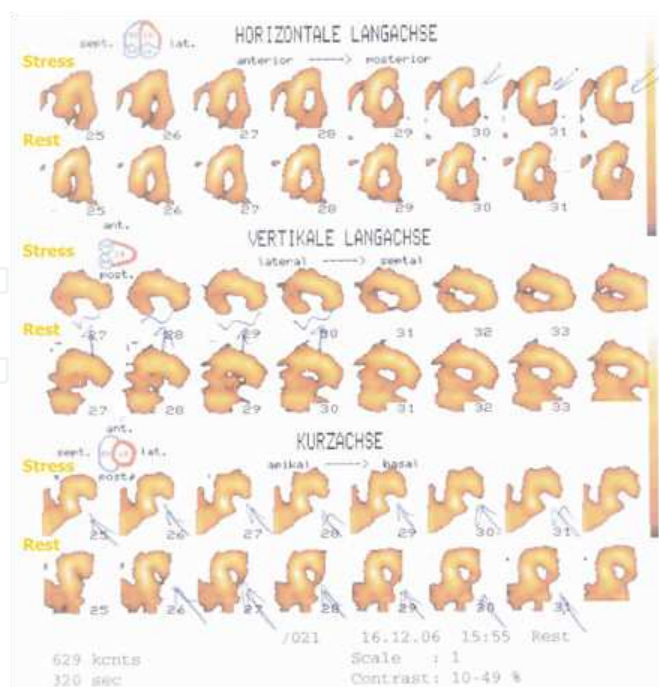 HORIZONTALE LANGACHSE
sept. lat.
anterior -----> posterior
Stress
25 26 27 28 29 30 31
Rest
25 26 27 28 29 30 31
VERTIKALE LANGACHSE
ant.
Stress
lateral -----> septal
post.
27 28 29 30 31 32 33
Rest
27 28 29 30 31 32 33
KURZACHSE
ant.
sept. lat.
apikal -----> basal
Stress
post.
25 26 27 28 29 30 31
Rest
25 26 27 28 29 30 31
/021 16.12.06 15:55 Rest
629 kcnts Scale : 1
320 sec Contrast: 10-49 %